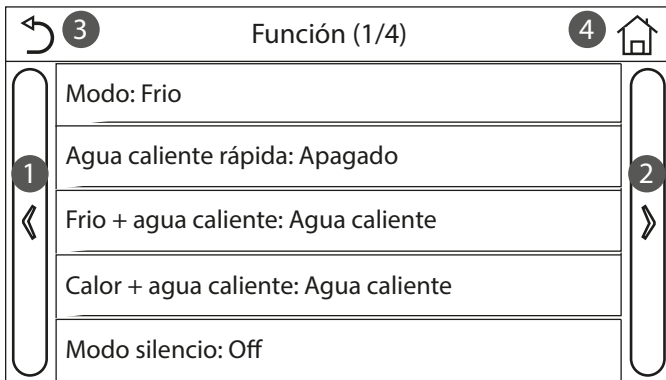 3 Función (1/4) 4
Modo: Frio
Agua caliente rápida: Apagado
1 2
Frio + agua caliente: Agua caliente
Calor + agua caliente: Agua caliente
Modo silencio: Off